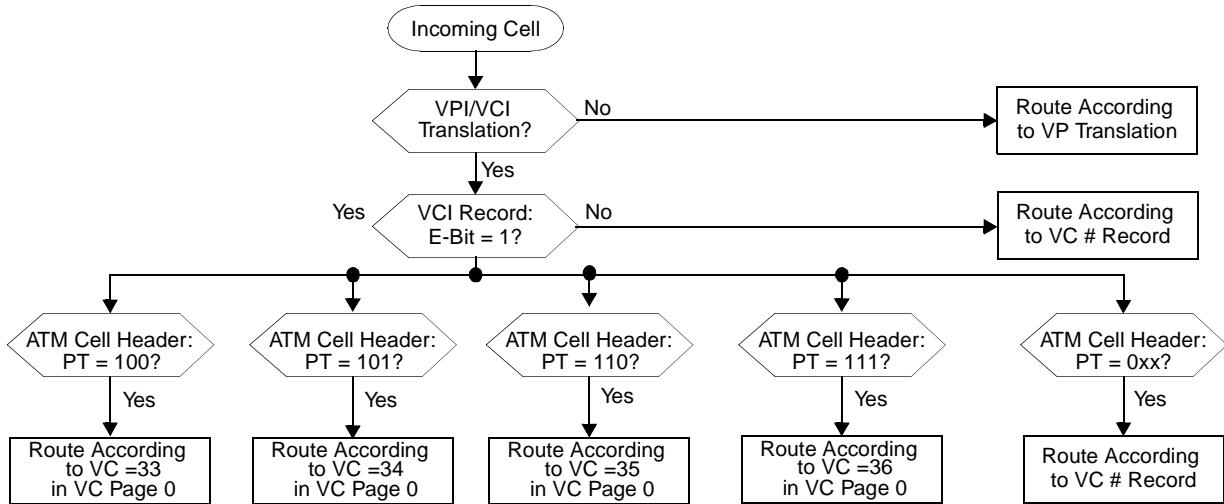 Incoming Cell
VPI/VCI
Translation?
No
Route According
to VP Translation
Yes
Yes
VCI Record:
E-Bit = 1?
No
Route According
to VC # Record
ATM Cell Header:
PT = 100?
ATM Cell Header:
PT = 101?
ATM Cell Header:
PT = 110?
ATM Cell Header:
PT = 111?
ATM Cell Header:
PT = 0xx?
Yes
Yes
Yes
Yes
Yes
Route According
to VC =33
in VC Page 0
Route According
to VC =34
in VC Page 0
Route According
to VC =35
in VC Page 0
Route According
to VC =36
in VC Page 0
Route According
to VC # Record